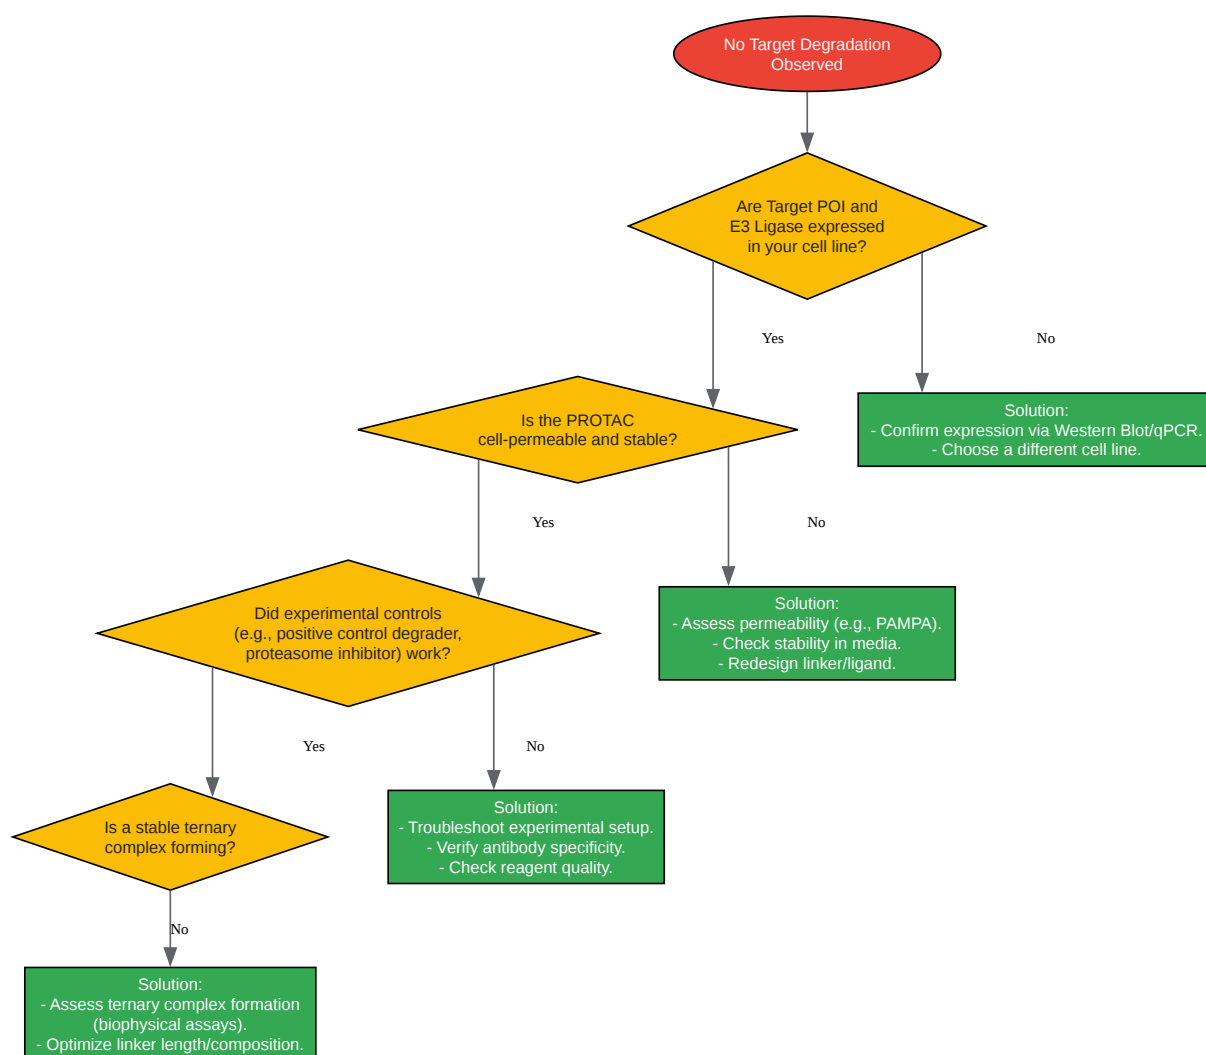 No Target Degradation
Observed
Are Target POI and
E3 Ligase expressed
in your cell line?
Yes
No
Is the PROTAC
cell-permeable and stable?
Solution:
- Confirm expression via Western Blot/qPCR.
- Choose a different cell line.
Yes
No
Did experimental controls
(e.g., positive control degrader,
proteasome inhibitor) work?
Solution:
- Assess permeability (e.g., PAMPA).
- Check stability in media.
- Redesign linker/ligand.
Yes
No
Is a stable ternary
complex forming?
Solution:
- Troubleshoot experimental setup.
- Verify antibody specificity.
- Check reagent quality.
No
Solution:
- Assess ternary complex formation
(biophysical assays).
- Optimize linker length/composition.